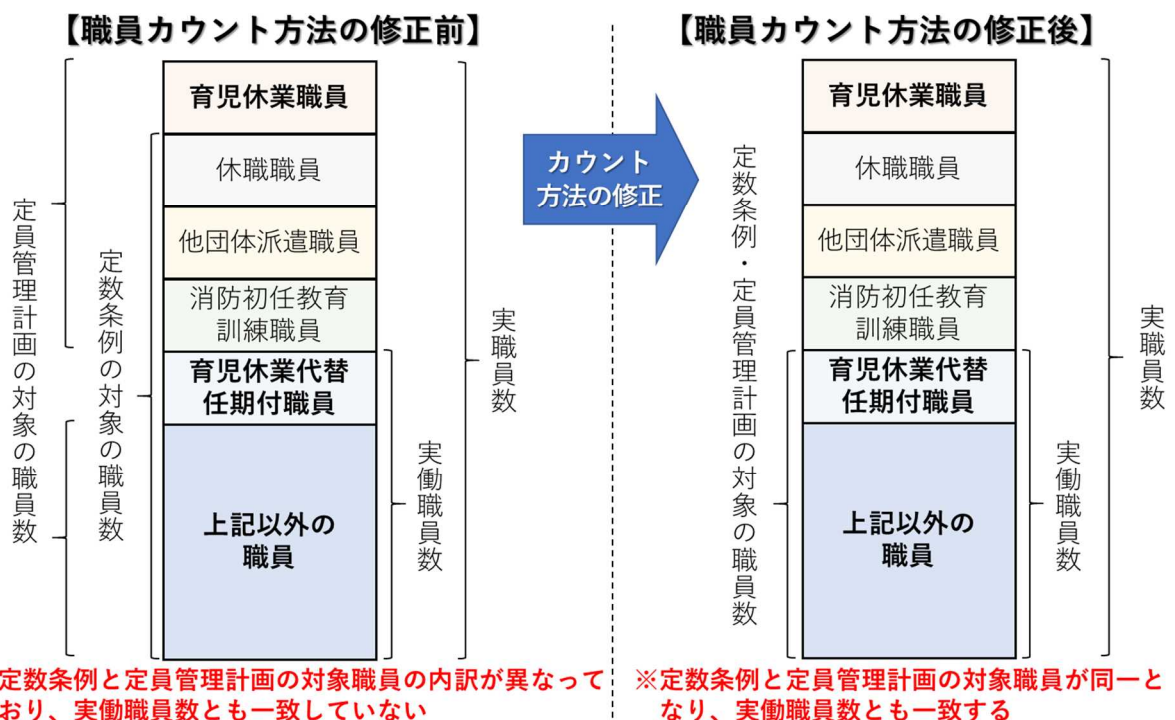 【職員カウント方法の修正前】
育児休業職員
休職職員
他団体派遣職員
消防初任教育
訓練職員
育児休業代替
任期付職員
上記以外の
職員
定員管理計画の対象の職員数
定数条例の対象の職員数
実職員数
実働職員数
定数条例と定員管理計画の対象職員の内訳が異なって
おり、実働職員数とも一致していない
カウント
方法の修正
【職員カウント方法の修正後】
育児休業職員
休職職員
他団体派遣職員
消防初任教育
訓練職員
育児休業代替
任期付職員
上記以外の
職員
定数条例・定員管理計画の対象の職員数
実職員数
実働職員数
※定数条例と定員管理計画の対象職員が同一と
なり、実働職員数とも一致する